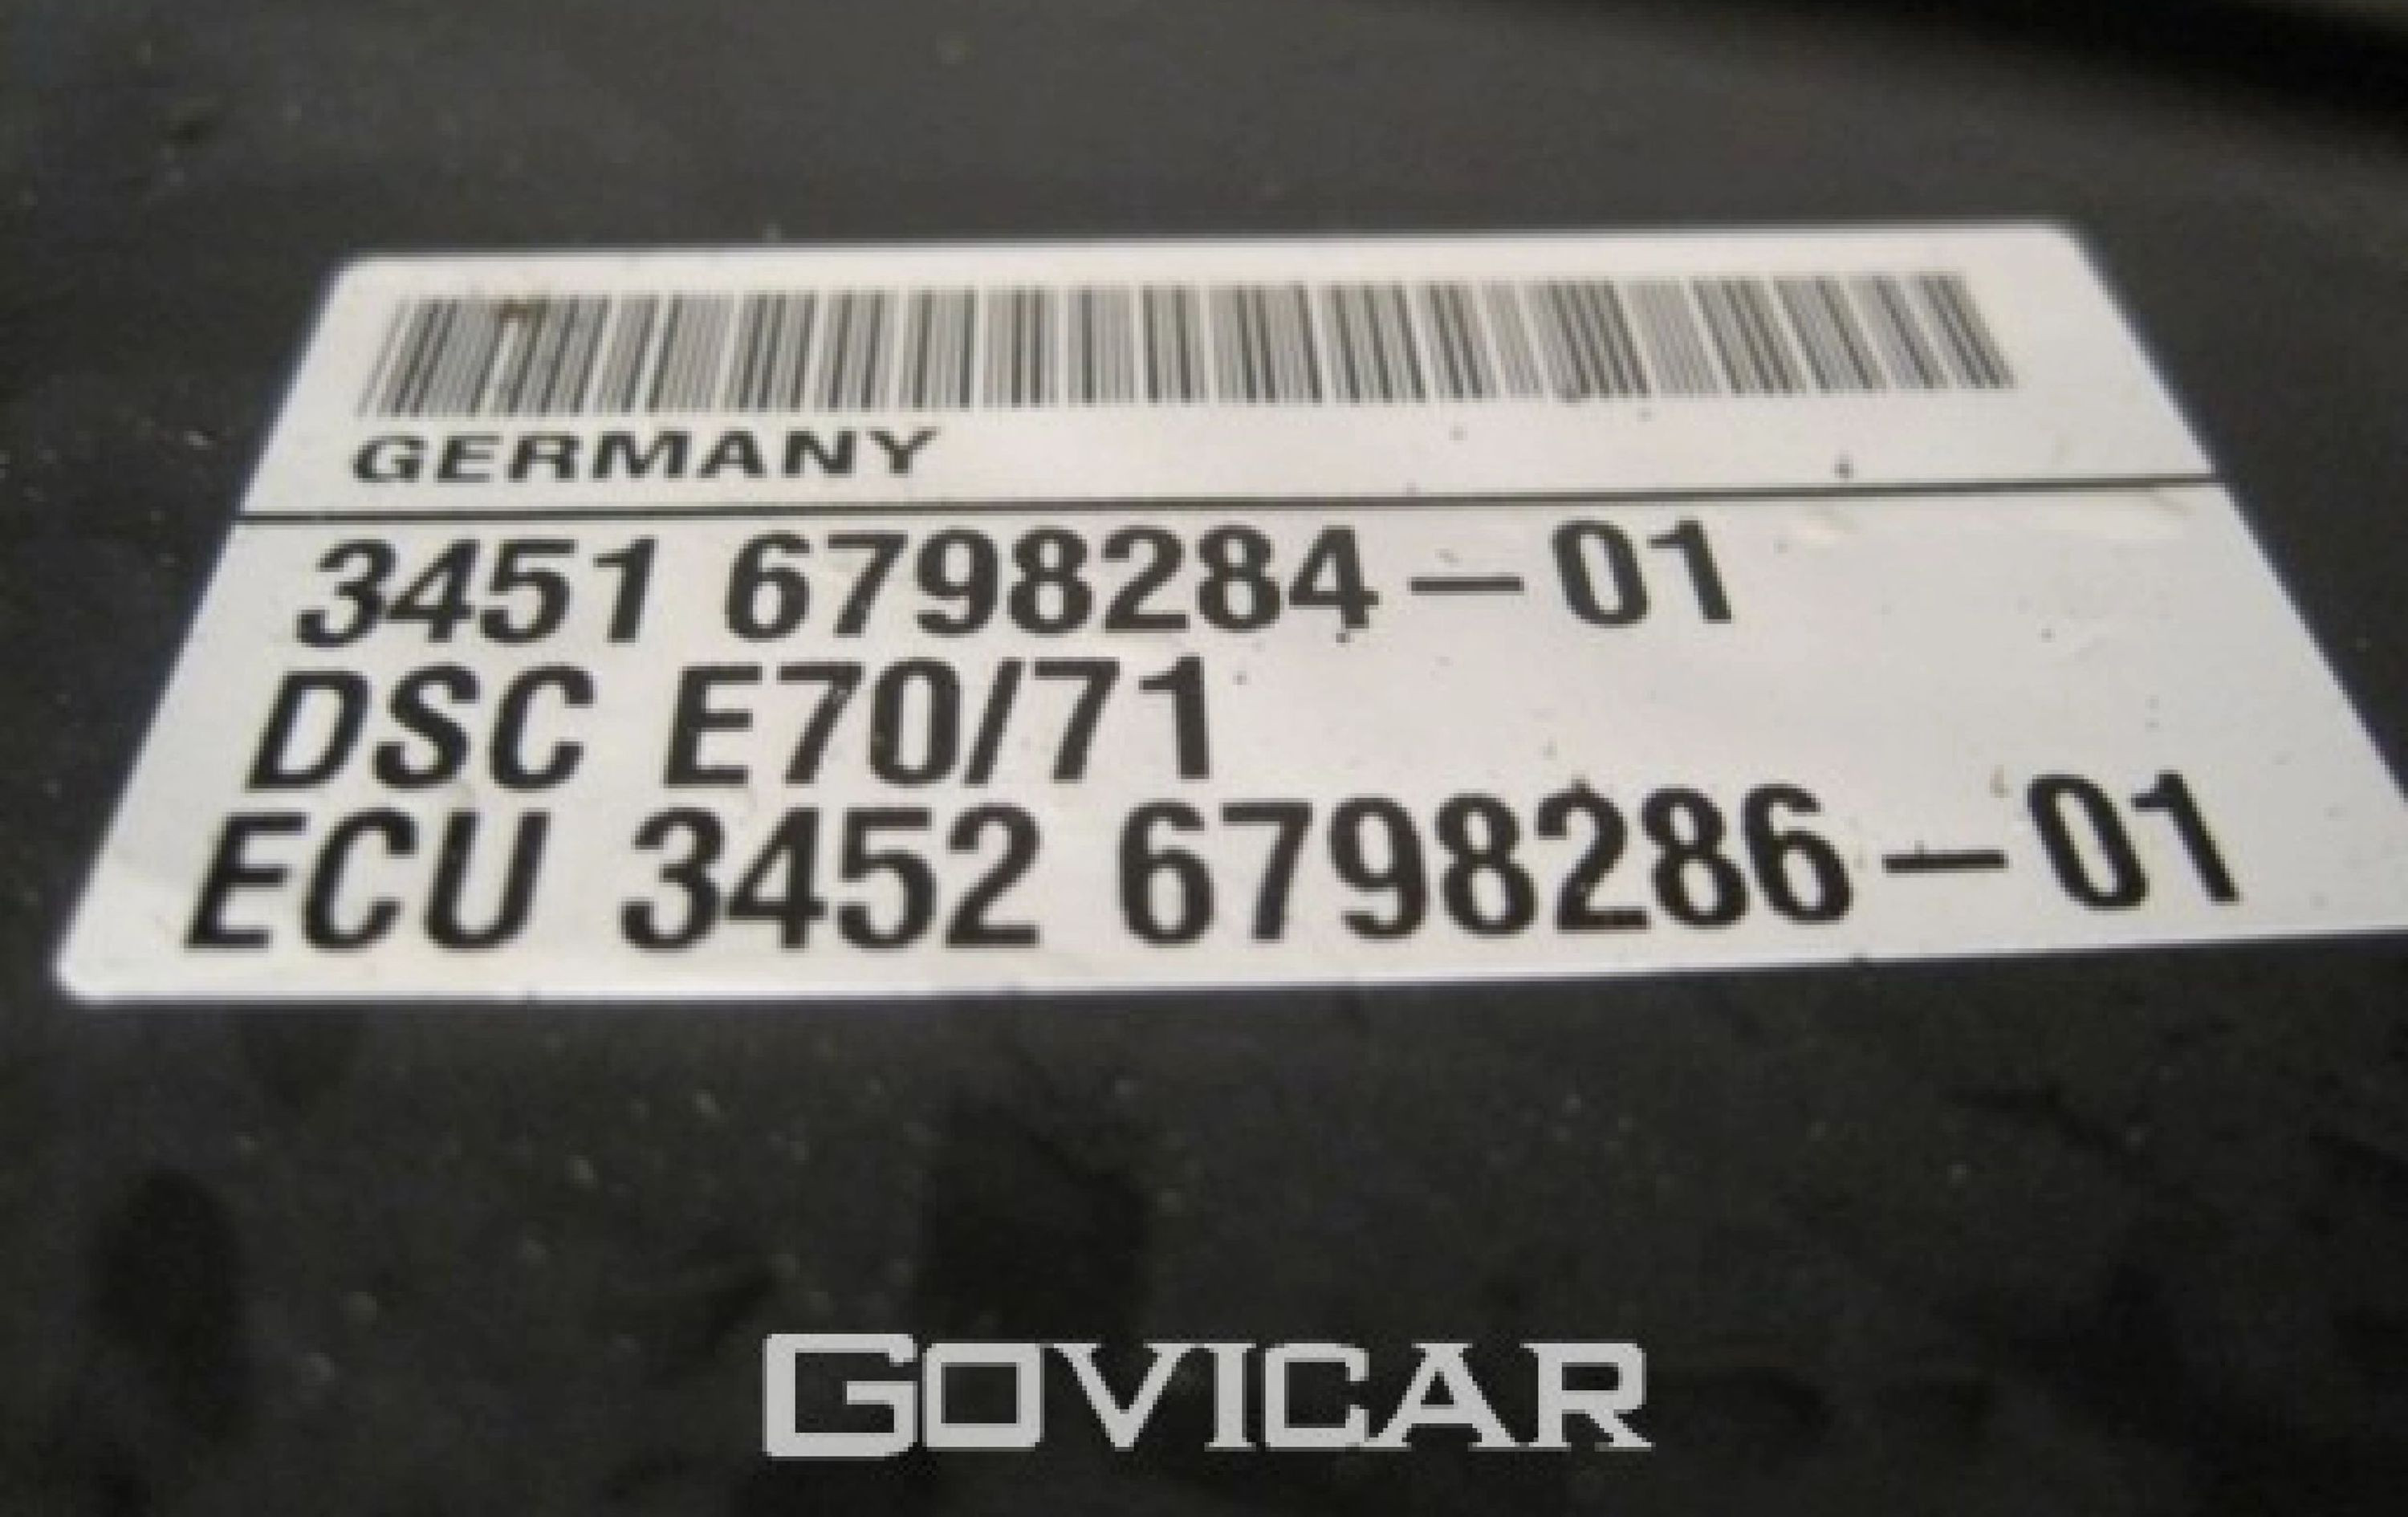 GERMANY
3451 6798284-01
DSC E70/71
ECU 3452 6798286-01
GOVICAR